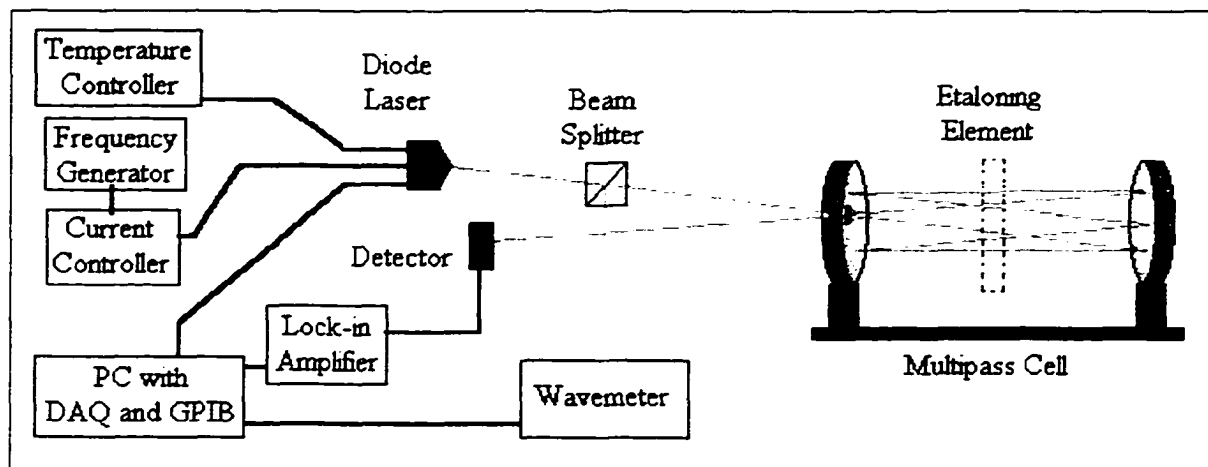 Temperature
Controller
Diode
Laser
Beam
Splitter
Etaloning
Element
Frequency
Generator
Current
Controller
Detector
Lock-in
Amplifier
Multipass Cell
PC with
DAQ and GPIB
Wavemeter